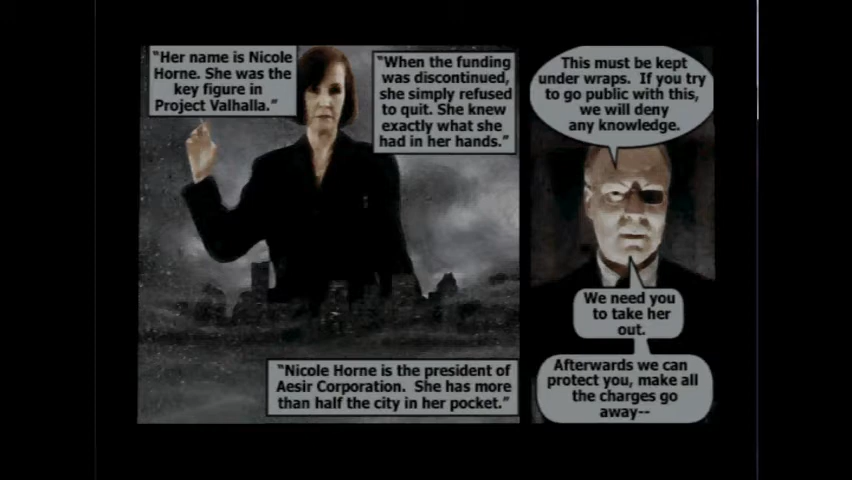 "Her name is Nicole
Horne. She was the
key figure in
Project Valhalla."
"When the funding
was discontinued,
she simply refused
to quit. She knew
exactly what she
had in her hands."
"Nicole Horne is the president of
Aesir Corporation. She has more
than half the city in her pocket."
This must be kept
under wraps. If you try
to go public with this,
we will deny
any knowledge.
We need you
to take her
out.
Afterwards we can
protect you, make all
the charges go
away--